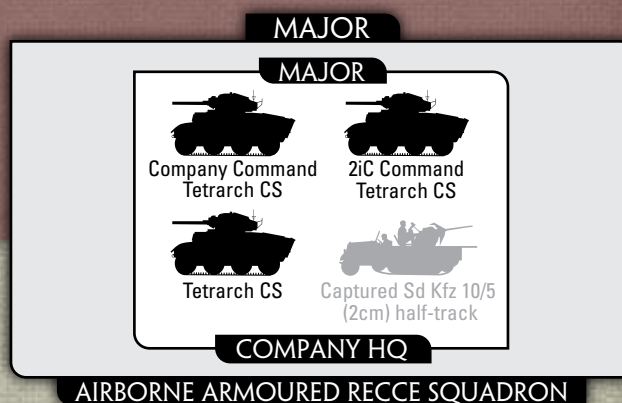 MAJOR
MAJOR
Company Command
Tetrarch CS
2iC Command
Tetrarch CS
Tetrarch CS
Captured Sd Kfz 10/5
(2cm) half-track
COMPANY HQ
AIRBORNE ARMOURED RECCE SQUADRON